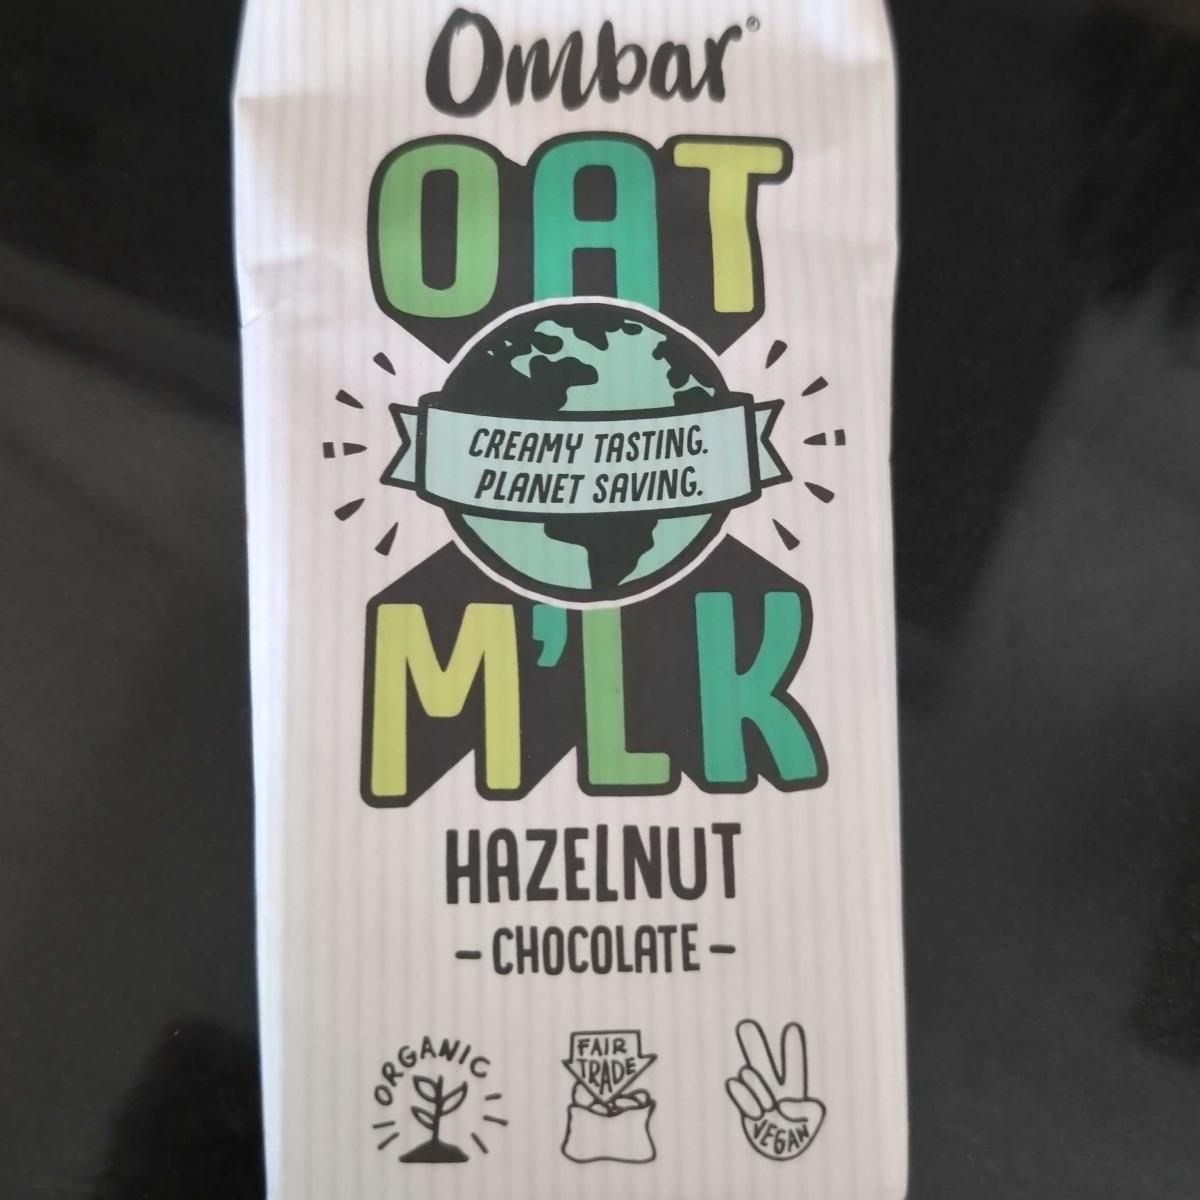 Ombar®
OAT
CREAMY TASTING.
PLANET SAVING.
M'LK
HAZELNUT
- CHOCOLATE -
ORGANIC
FAIR
TRADE
VEGAN